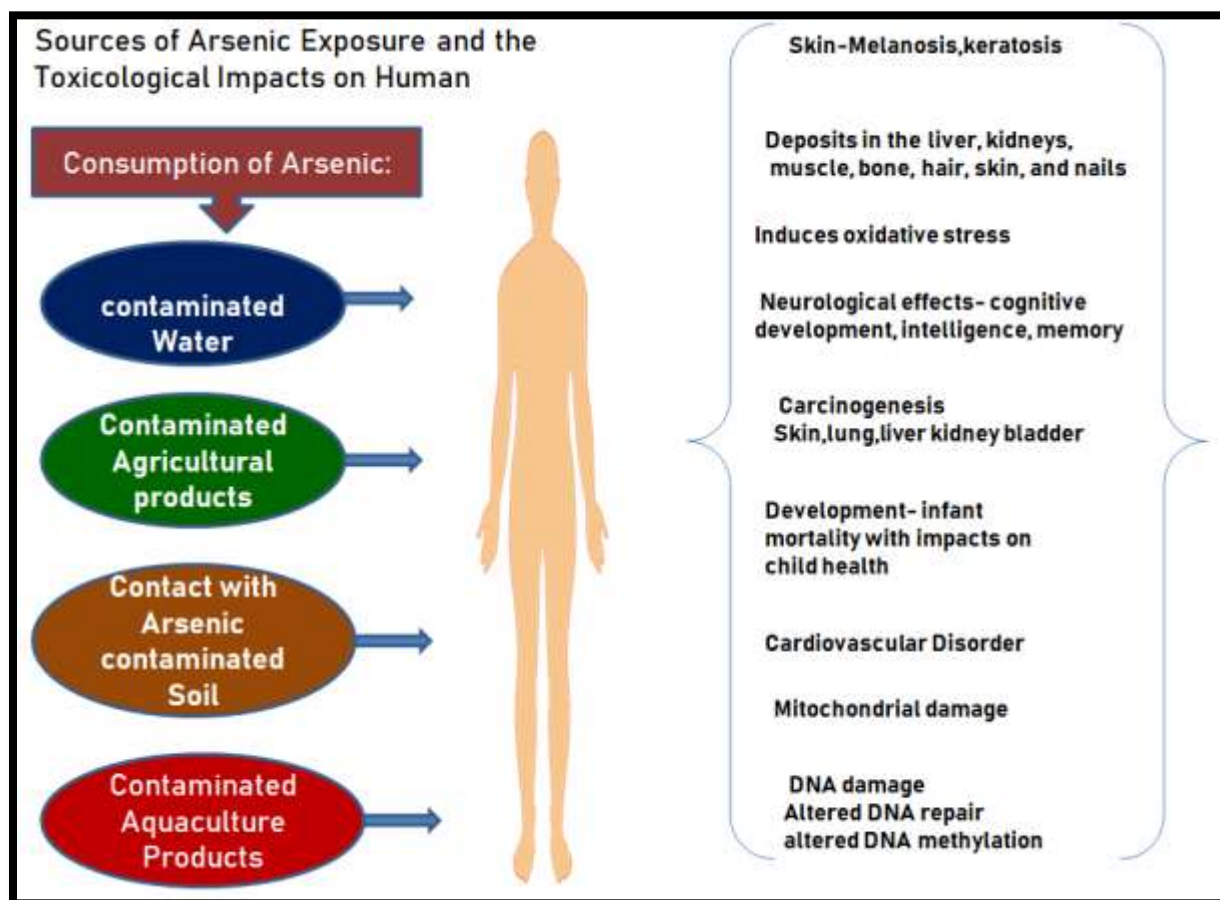 Sources of Arsenic Exposure and the
Toxicological Impacts on Human
Consumption of Arsenic:
contaminated
Water
Contaminated
Agricultural
products
Contact with
Arsenic
contaminated
Soil
Contaminated
Aquaculture
Products
Skin-Melanosis,keratosis
Deposits in the liver, kidneys,
muscle, bone, hair, skin, and nails
Induces oxidative stress
Neurological effects- cognitive
development, intelligence, memory
Carcinogenesis
Skin,lung,liver kidney bladder
Development- infant
mortality with impacts on
child health
Cardiovascular Disorder
Mitochondrial damage
DNA damage
Altered DNA repair
altered DNA methylation